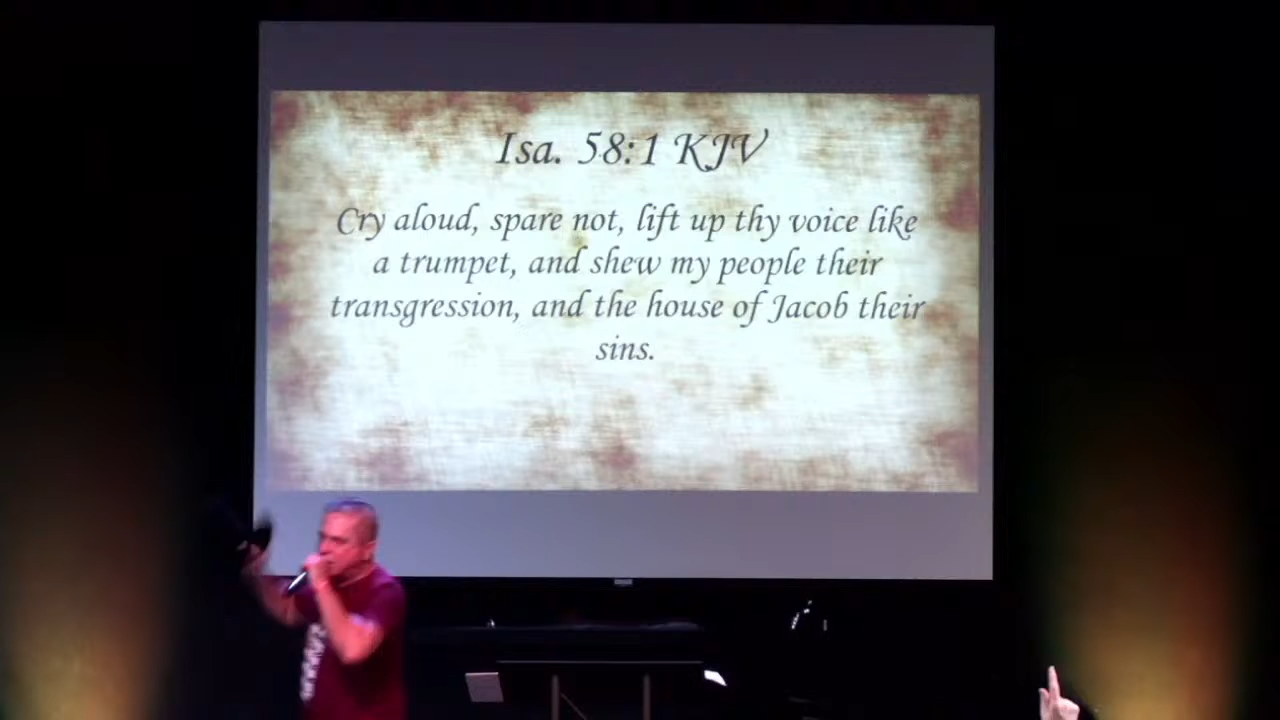 Isa. 58:1 KJV
Cry aloud, spare not, lift up thy voice like
a trumpet, and shew my people their
transgression, and the house of Jacob their
sins.